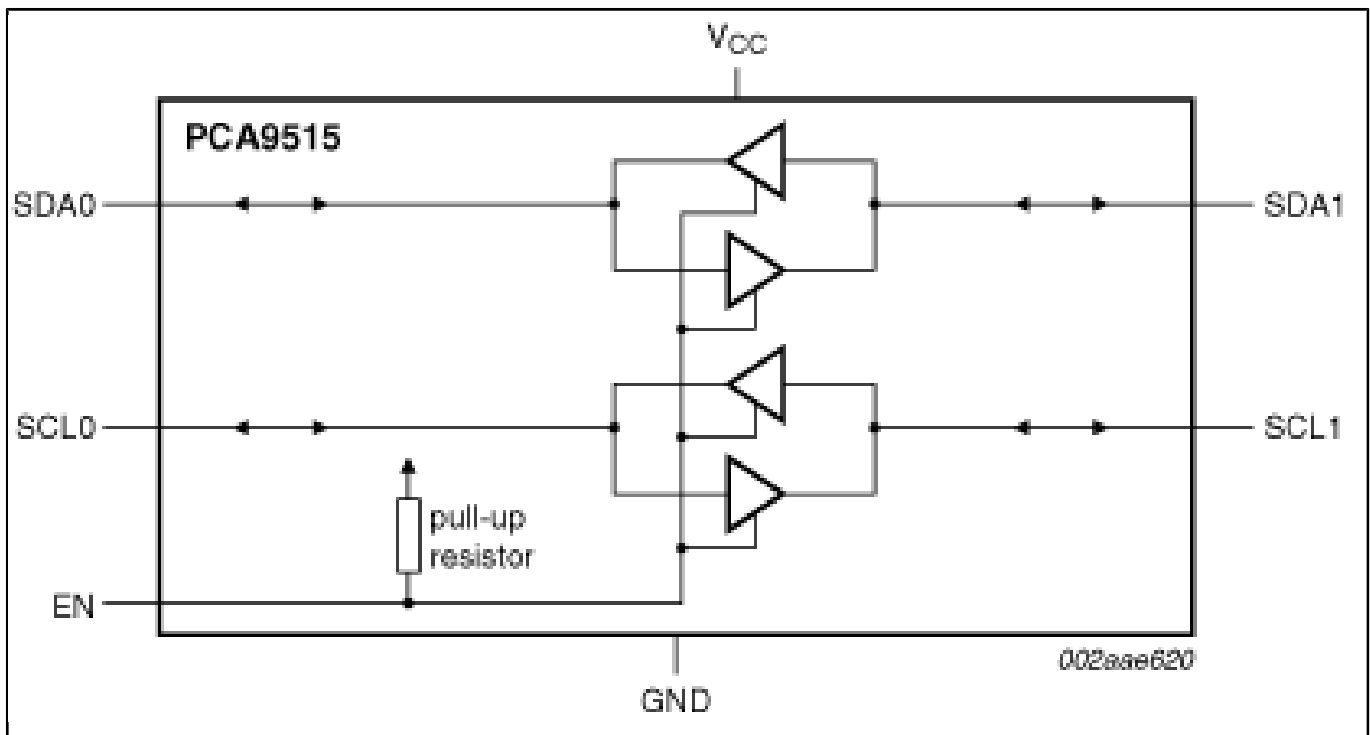 VCC
PCA9515
SDA0
SDA1
SCL0
SCL1
pull-up
resistor
EN
002aae620
GND